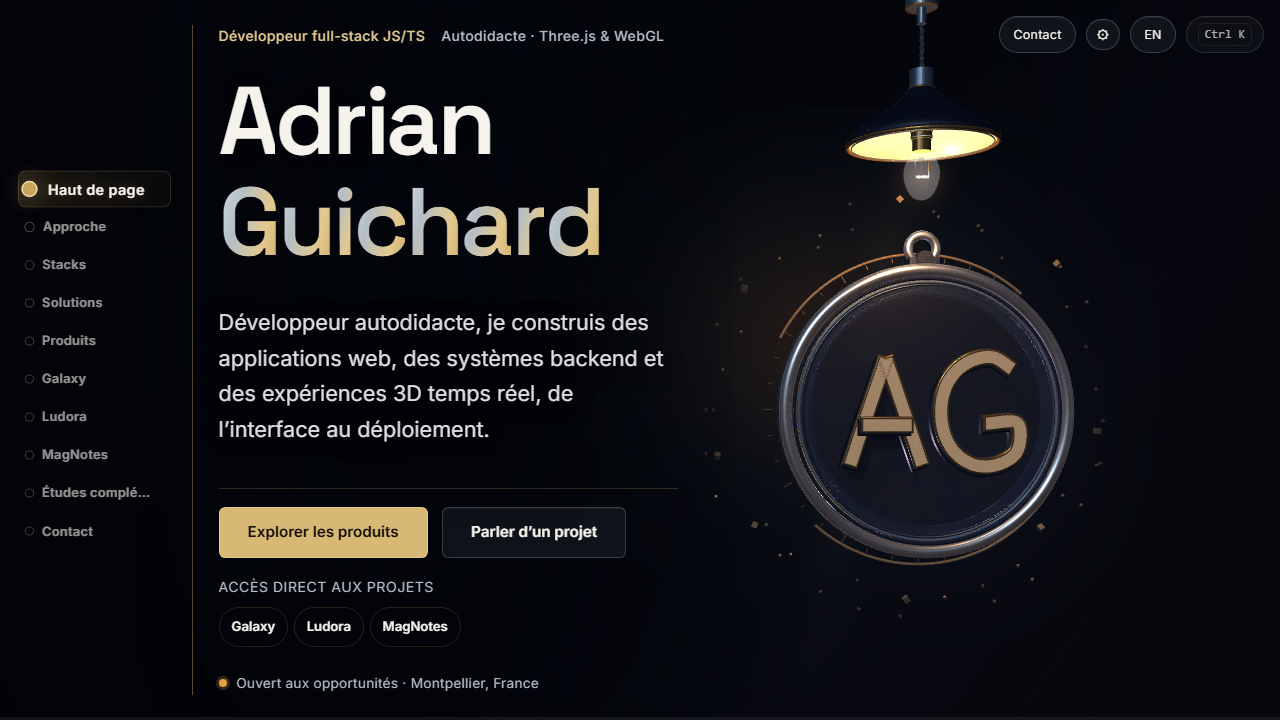 Développeur full-stack JS/TS Autodidacte · Three.js & WebGL
Contact
EN
Ctrl K
Adrian
Guichard
Haut de page
Approche
Stacks
Solutions
Produits
Galaxy
Ludora
MagNotes
Études complé...
Contact
Développeur autodidacte, je construis des
applications web, des systèmes backend et
des expériences 3D temps réel, de
l’interface au déploiement.
AG
Explorer les produits
Parler d’un projet
ACCÈS DIRECT AUX PROJETS
Galaxy
Ludora
MagNotes
Ouvert aux opportunités · Montpellier, France